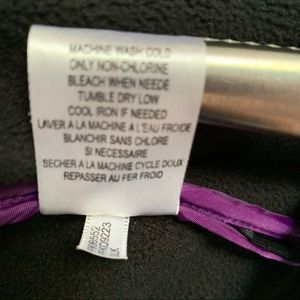 MACHINE WASH COLD
ONLY NON-CHLORINE
BLEACH WHEN NEEDE
TUMBLE DRY LOW
COOL IRON IF NEEDED
LAVER A LA MACHINE A L'EAU FROIDE
BLANCHIR SANS CHLORE
SI NECESSAIRE
SECHER A LA MACHINE CYCLE DOUX
REPASSER AU FER FROID